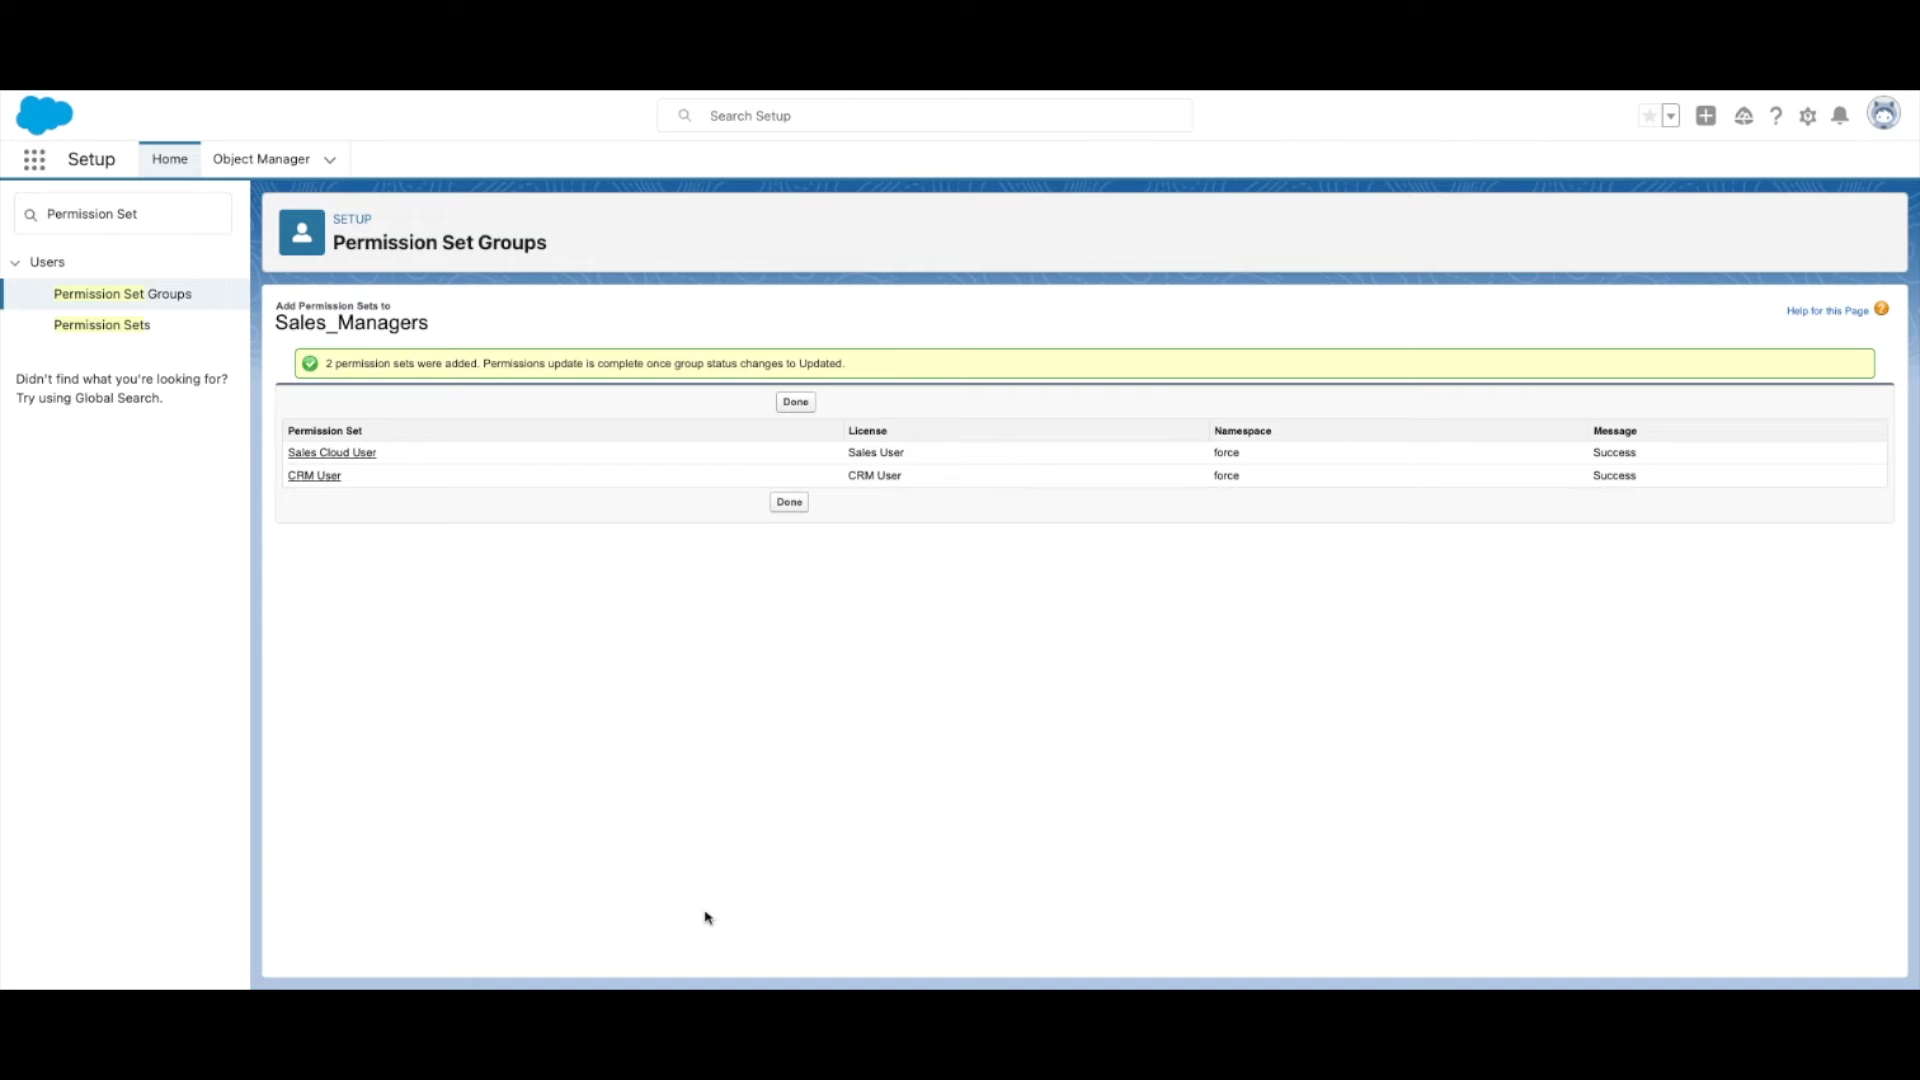 Search Setup
?
Setup
Home
Object Manager
Permission Set
Users
Permission Set Groups
Permission Sets
Didn't find what you're looking for?
Try using Global Search.
SETUP
Permission Set Groups
Add Permission Sets to
Sales_Managers
Help for this Page ?
2 permission sets were added. Permissions update is complete once group status changes to Updated.
Done
Permission Set License Namespace Message
Sales Cloud User Sales User force Success
CRM User CRM User force Success
Done